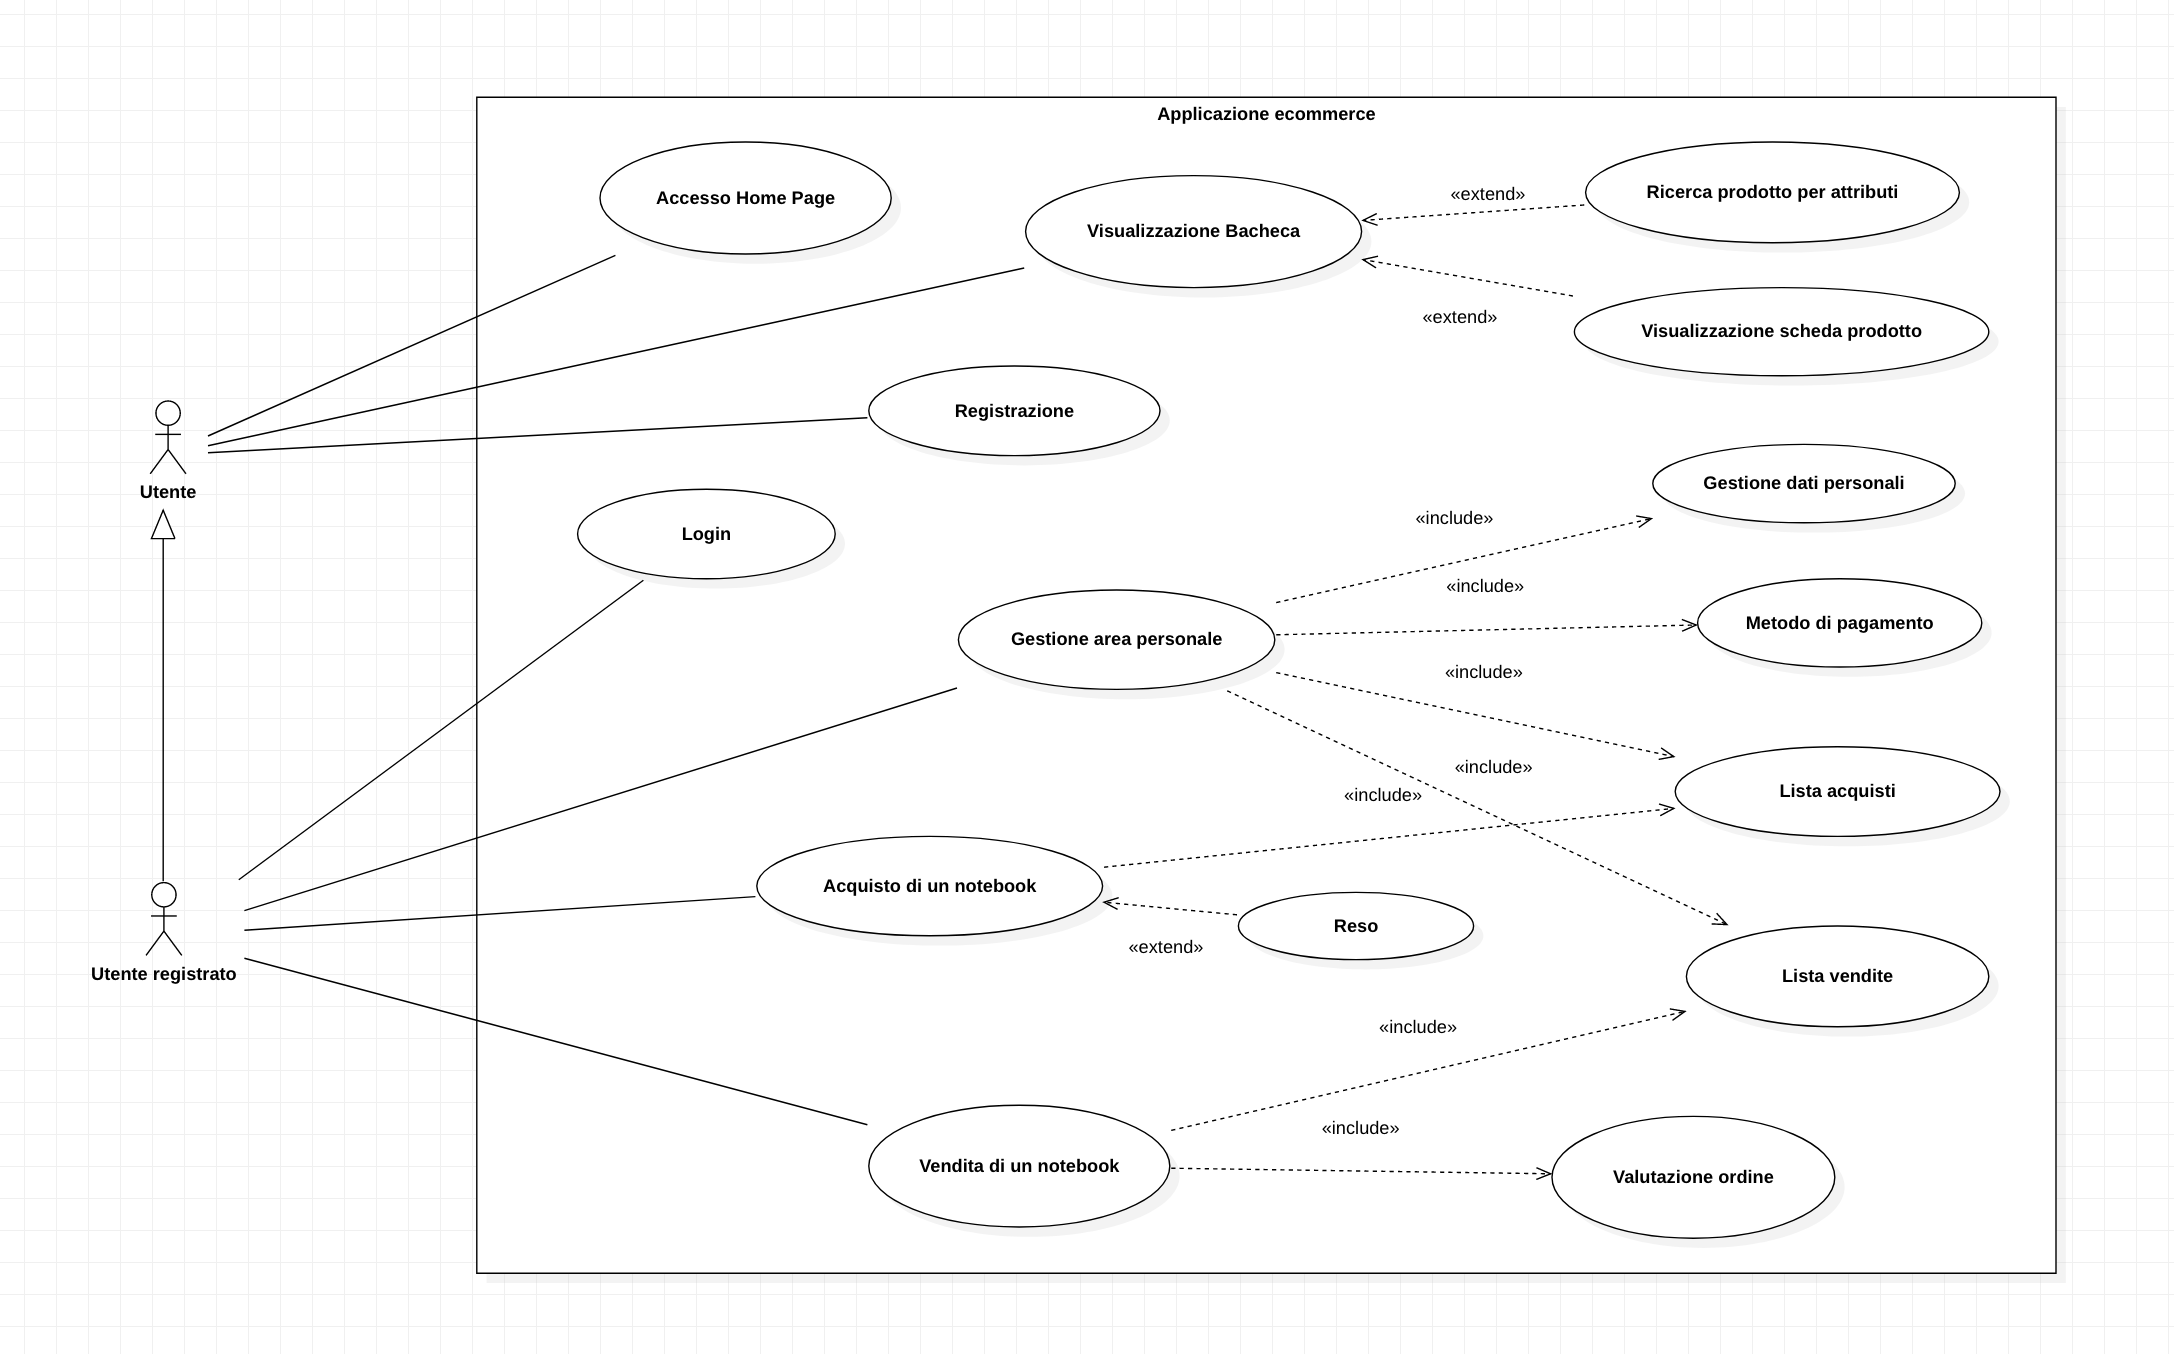 Applicazione ecommerce
Accesso Home Page
Visualizzazione Bacheca
«extend»
Ricerca prodotto per attributi
«extend»
Visualizzazione scheda prodotto
Registrazione
Utente
Login
«include»
Gestione dati personali
«include»
Gestione area personale
Metodo di pagamento
«include»
«include»
«include»
Lista acquisti
Acquisto di un notebook
Reso
«extend»
Utente registrato
Lista vendite
«include»
«include»
Vendita di un notebook
Valutazione ordine